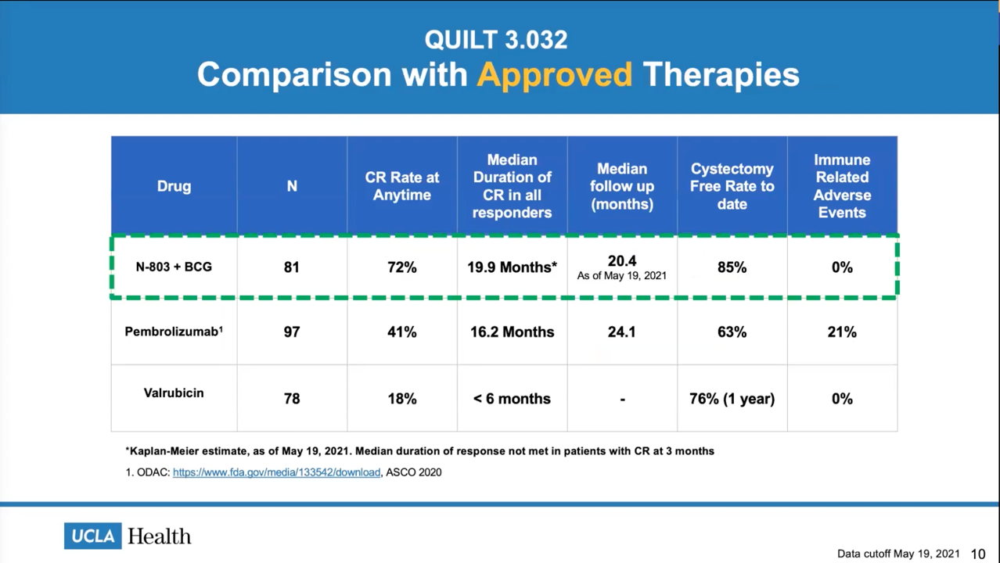 QUILT 3.032
Comparison with Approved Therapies
Drug
N
CR Rate at
Anytime
Median
Duration of
CR in all
responders
Median
follow up
(months)
Cystectomy
Free Rate to
date
Immune
Related
Adverse
Events
N-803 + BCG
81
72%
19.9 Months*
20.4
As of May 19, 2021
85%
0%
Pembrolizumab¹
97
41%
16.2 Months
24.1
63%
21%
Valrubicin
78
18%
< 6 months
-
76% (1 year)
0%
*Kaplan-Meier estimate, as of May 19, 2021. Median duration of response not met in patients with CR at 3 months
1. ODAC: https://www.fda.gov/media/133542/download, ASCO 2020
UCLA Health
Data cutoff May 19, 2021 10